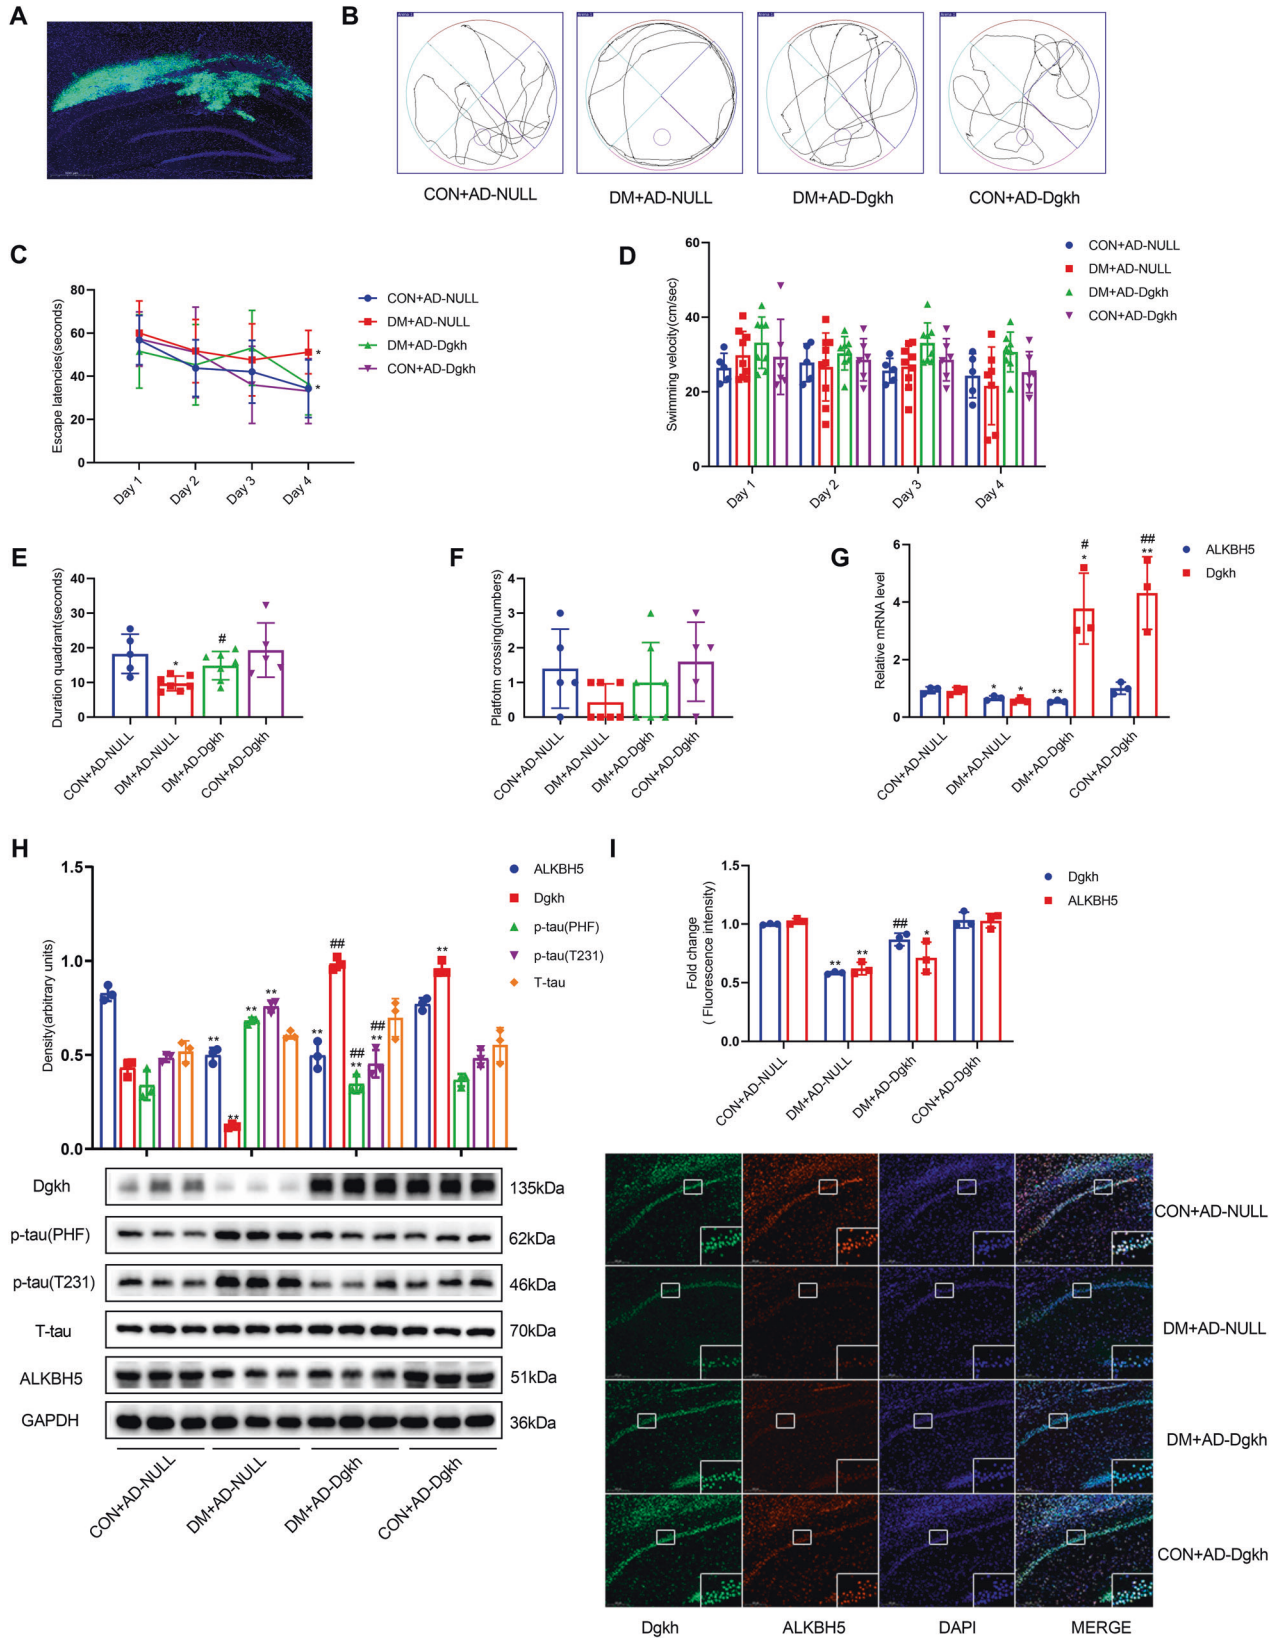 A
B
CON+AD-NULL
DM+AD-NULL
DM+AD-Dgkh
CON+AD-Dgkh
C
Escape latencies(seconds)
80
60
40
20
0
Day 1
Day 2
Day 3
Day 4
*
*
CON+AD-NULL
DM+AD-NULL
DM+AD-Dgkh
CON+AD-Dgkh
D
Swimming velocity(cm/sec)
60
40
20
0
Day 1
Day 2
Day 3
Day 4
CON+AD-NULL
DM+AD-NULL
DM+AD-Dgkh
CON+AD-Dgkh
E
Duration quadrant(seconds)
40
30
20
10
0
*
#
CON+AD-NULL
DM+AD-NULL
DM+AD-Dgkh
CON+AD-Dgkh
F
Platfotm crossing(numbers)
4
3
2
1
0
CON+AD-NULL
DM+AD-NULL
DM+AD-Dgkh
CON+AD-Dgkh
G
Relative mRNA level
6
4
2
0
*
*
**
#
*
##
**
ALKBH5
Dgkh
CON+AD-NULL
DM+AD-NULL
DM+AD-Dgkh
CON+AD-Dgkh
H
Density(arbitrary units)
1.5
1.0
0.5
0.0
**
**
**
**
**
##
##
**
##
**
**
ALKBH5
Dgkh
p-tau(PHF)
p-tau(T231)
T-tau
Dgkh 135kDa
p-tau(PHF) 62kDa
p-tau(T231) 46kDa
T-tau 70kDa
ALKBH5 51kDa
GAPDH 36kDa
CON+AD-NULL
DM+AD-NULL
DM+AD-Dgkh
CON+AD-Dgkh
I
Fold change
( Fluorescence intensity)
1.5
1.0
0.5
0.0
**
**
##
*
Dgkh
ALKBH5
CON+AD-NULL
DM+AD-NULL
DM+AD-Dgkh
CON+AD-Dgkh
CON+AD-NULL
DM+AD-NULL
DM+AD-Dgkh
CON+AD-Dgkh
Dgkh
ALKBH5
DAPI
MERGE